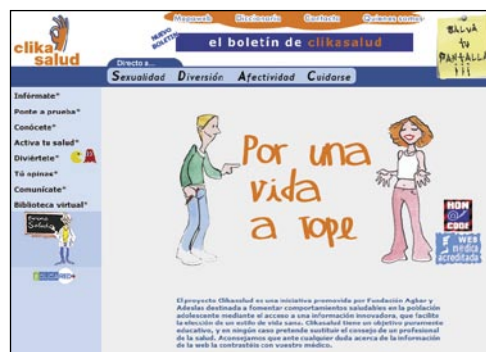 Mapaweb Diccionario Contacto Quienes somos
NUEVO
BOLETÍN
el boletín de clikasalud
SALVA
tu
PANTALLA
¡¡¡
clika
salud
Directo a...
Sexualidad Diversión Afectividad Cuidarse
Infórmate
Ponte a prueba
Conócete
Activa tu salud
Diviértete
Tú opinas
Comunícate
Biblioteca virtual
Por una
vida
a Tope
HON
@
CODE
WEB
médica
acreditada
El proyecto Clikasalud es una iniciativa promovida por Fundación Agbar y
Adeslas destinada a fomentar comportamientos saludables en la población
adolescente mediante el acceso a una información innovadora, que facilite
la elección de un estilo de vida sana. Clikasalud tiene un objetivo puramente
educativo, y en ningún caso pretende sustituir el consejo de un profesional
de la salud. Aconsejamos que ante cualquier duda acerca de la información
de la web la contrastéis con vuestro médico.